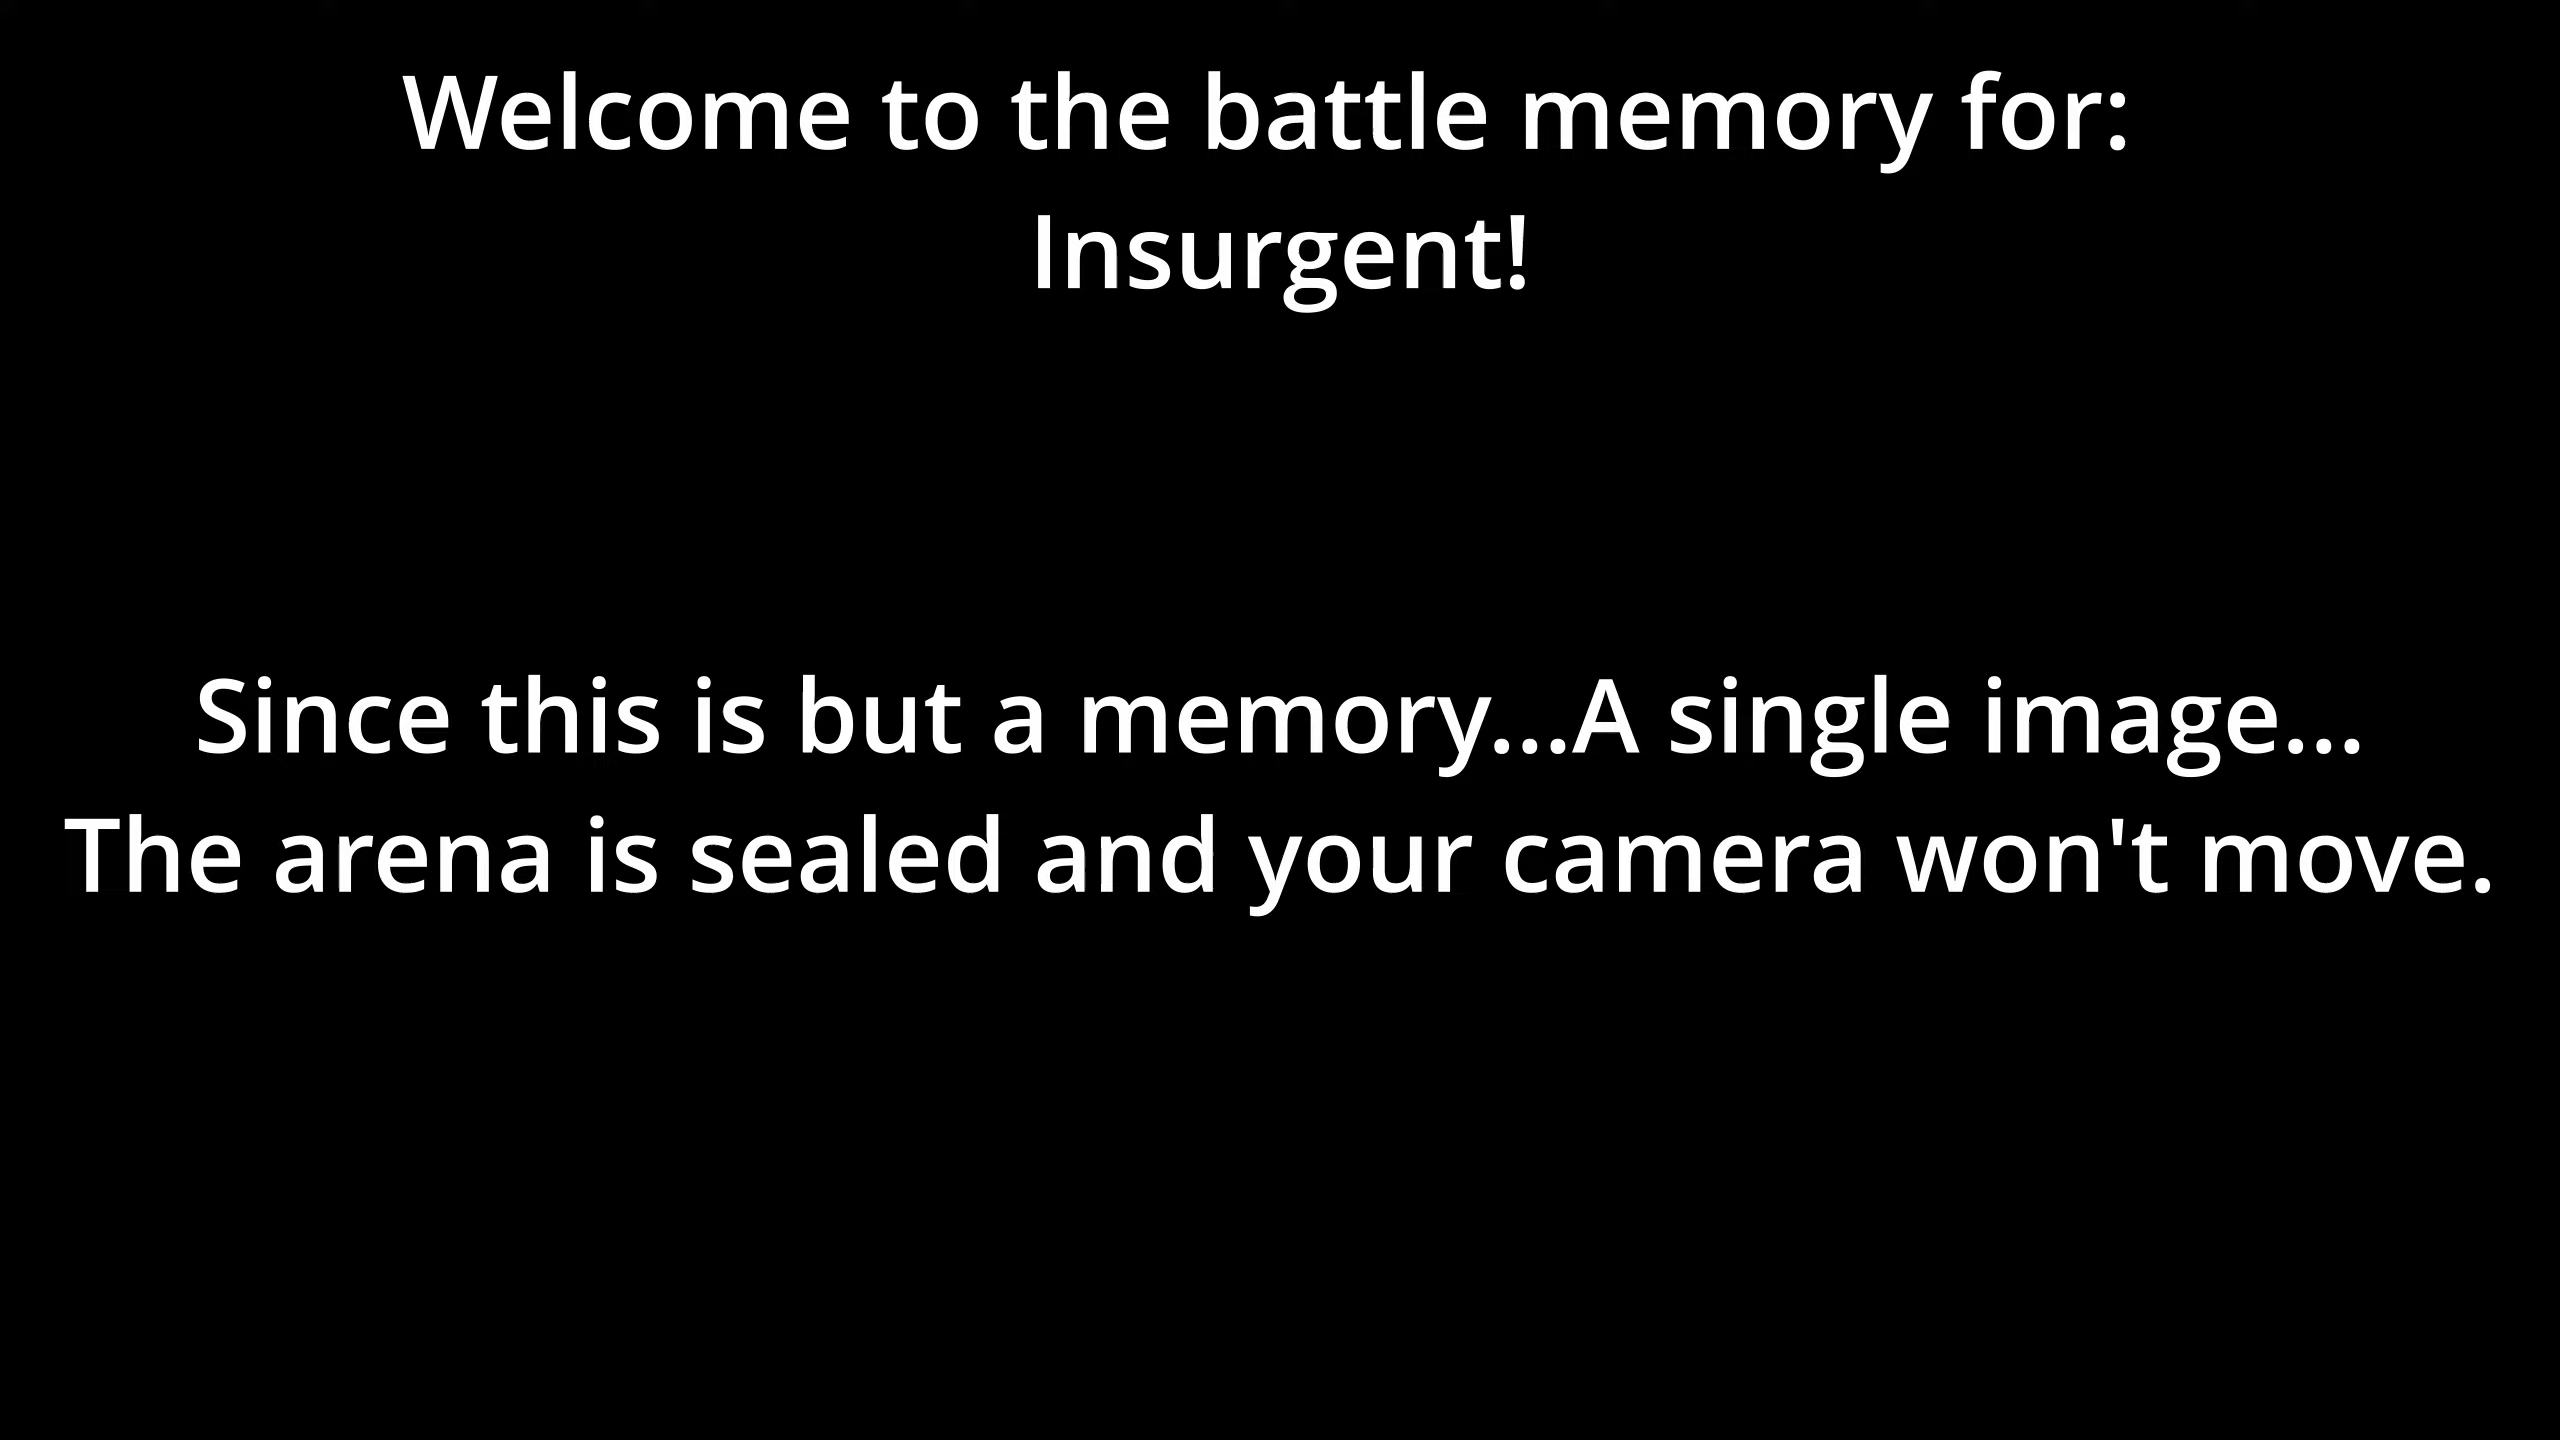 Welcome to the battle memory for:
Insurgent!
Since this is but a memory...A single image...
The arena is sealed and your camera won't move.